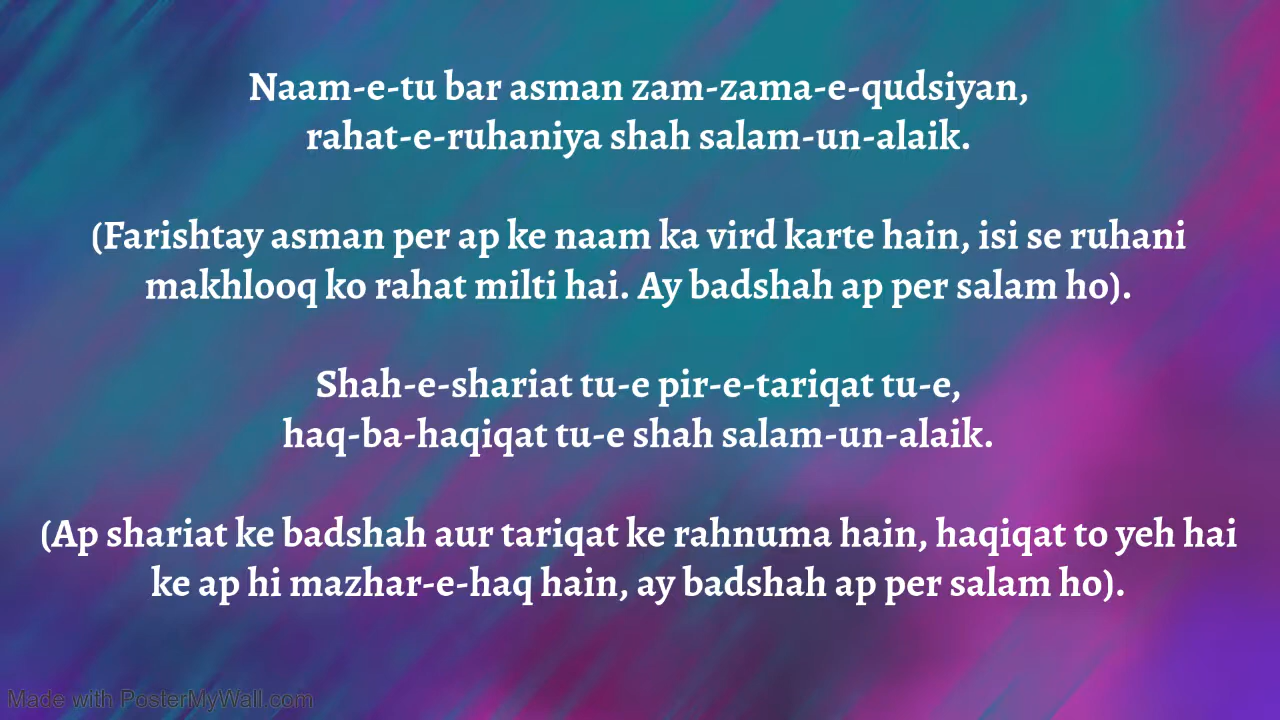 Naam-e-tu bar asman zam-zama-e-qudsiyan,
rahat-e-ruhaniya shah salam-un-alaik.
(Farishtay asman per ap ke naam ka vird karte hain, isi se ruhani
makhlooq ko rahat milti hai. Ay badshah ap per salam ho).
Shah-e-shariat tu-e pir-e-tariqat tu-e,
haq-ba-haqiqat tu-e shah salam-un-alaik.
(Ap shariat ke badshah aur tariqat ke rahnuma hain, haqiqat to yeh hai
ke ap hi mazhar-e-haq hain, ay badshah ap per salam ho).
Made with PosterMyWall.com